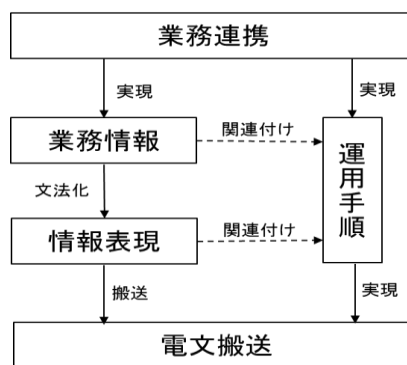 業務連携
実現
実現
業務情報
関連付け
運用手順
文法化
情報表現
関連付け
搬送
実現
電文搬送